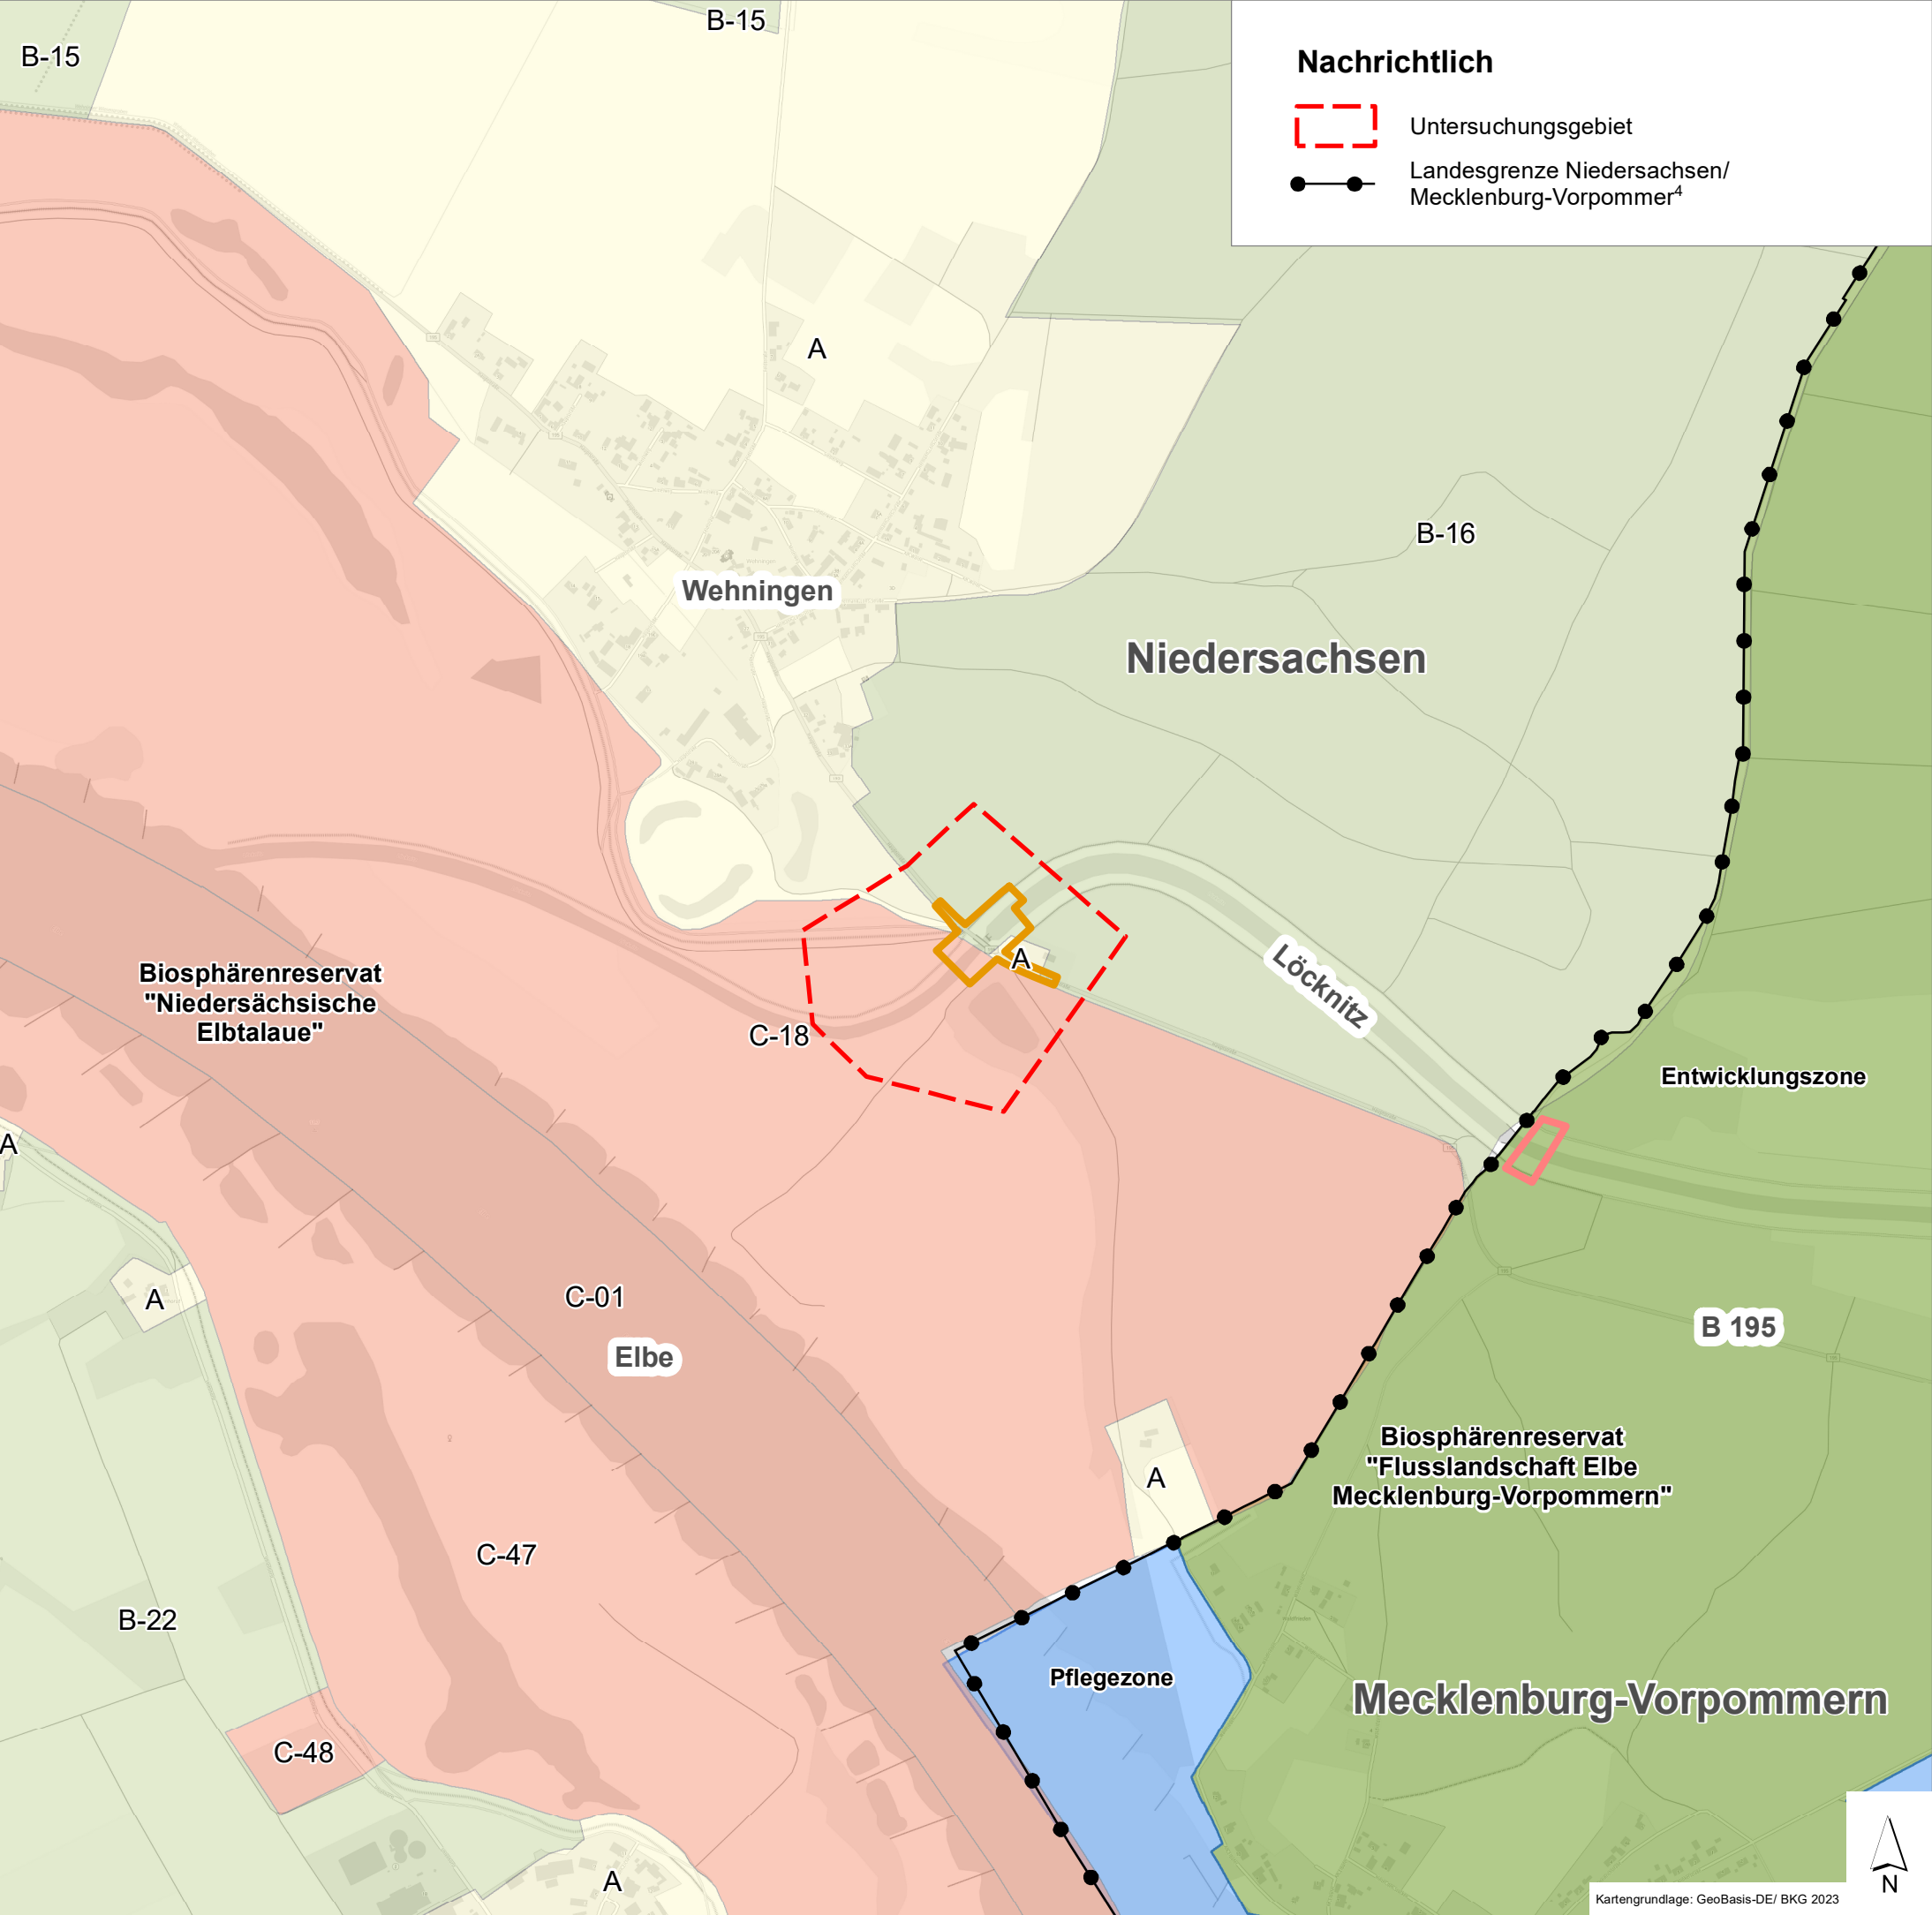 B-15
B-15
Nachrichtlich
Untersuchungsgebiet
Landesgrenze Niedersachsen/
Mecklenburg-Vorpommer4
A
B-16
Wehningen
Niedersachsen
A
Löcknitz
Biosphärenreservat
"Niedersächsische
Elbtalaue"
C-18
Entwicklungszone
A
A
C-01
Elbe
B 195
Biosphärenreservat
"Flusslandschaft Elbe
Mecklenburg-Vorpommern"
A
C-47
B-22
Pflegezone
Mecklenburg-Vorpommern
C-48
A
N
Kartengrundlage: GeoBasis-DE/ BKG 2023